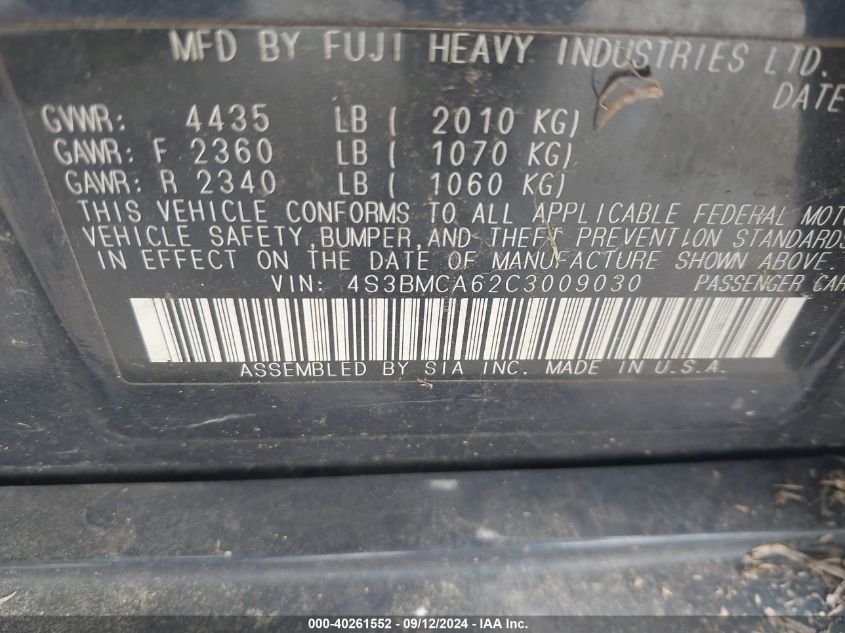 MFD BY FUJI HEAVY INDUSTRIES LTD.
DATE
GVWR: 4435 LB ( 2010 KG)
GAWR: F 2360 LB ( 1070 KG)
GAWR: R 2340 LB ( 1060 KG)
THIS VEHICLE CONFORMS TO ALL APPLICABLE FEDERAL MOTO
VEHICLE SAFETY,BUMPER,AND THEFT PREVENTION STANDARDS
IN EFFECT ON THE DATE OF MANUFACTURE SHOWN ABOVE.
VIN: 4S3BMCA62C3009030 PASSENGER CAR
ASSEMBLED BY SIA INC. MADE IN U.S.A.
000-40261552 - 09/12/2024 - IAA Inc.